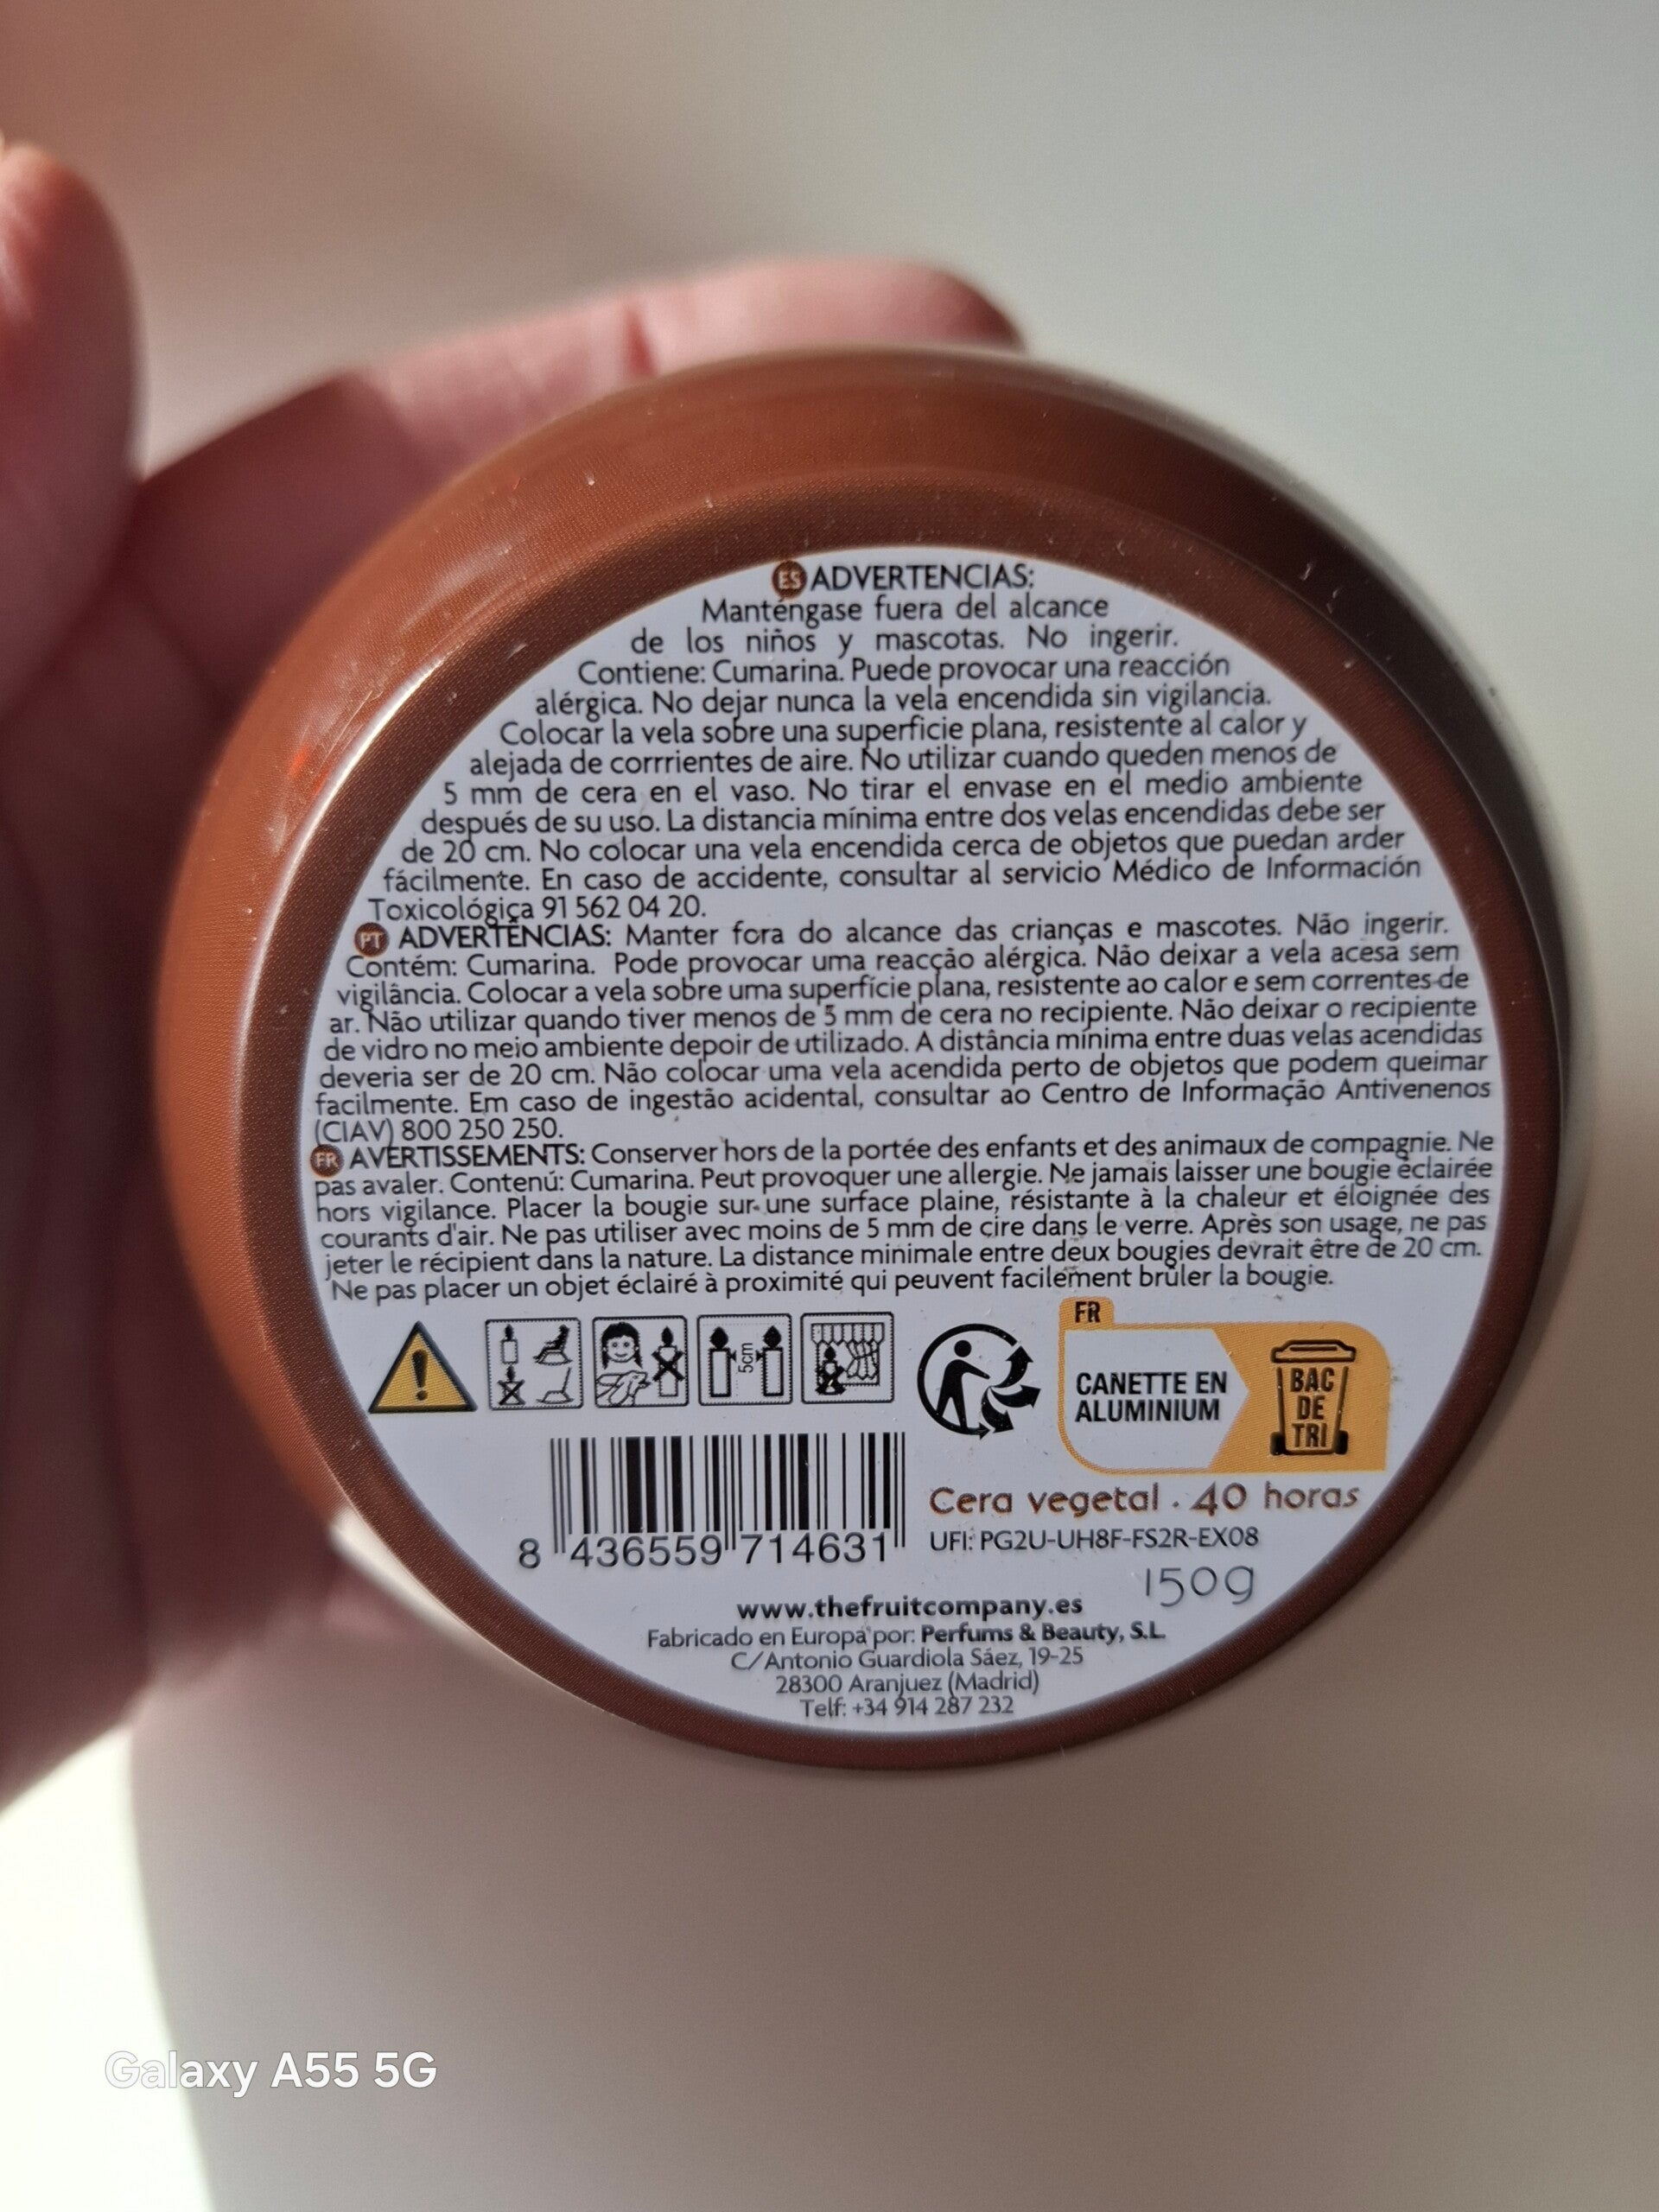 ES ADVERTENCIAS:
Manténgase fuera del alcance
de los niños y mascotas. No ingerir.
Contiene: Cumarina. Puede provocar una reacción
alérgica. No dejar nunca la vela encendida sin vigilancia.
Colocar la vela sobre una superficie plana, resistente al calor y
alejada de corrrientes de aire. No utilizar cuando queden menos de
5 mm de cera en el vaso. No tirar el envase en el medio ambiente
después de su uso. La distancia mínima entre dos velas encendidas debe ser
de 20 cm. No colocar una vela encendida cerca de objetos que puedan arder
fácilmente. En caso de accidente, consultar al servicio Médico de Información
Toxicológica 91 562 04 20.
PT ADVERTÊNCIAS: Manter fora do alcance das crianças e mascotes. Não ingerir.
Contém: Cumarina. Pode provocar uma reacção alérgica. Não deixar a vela acesa sem
vigilância. Colocar a vela sobre uma superfície plana, resistente ao calor e sem correntes de
ar. Não utilizar quando tiver menos de 5 mm de cera no recipiente. Não deixar o recipiente
de vidro no meio ambiente depoir de utilizado. A distância mínima entre duas velas acendidas
deveria ser de 20 cm. Não colocar uma vela acendida perto de objetos que podem queimar
facilmente. Em caso de ingestão acidental, consultar ao Centro de Informação Antivenenos
(CIAV) 800 250 250.
FR AVERTISSEMENTS: Conserver hors de la portée des enfants et des animaux de compagnie. Ne
pas avaler. Contenú: Cumarina. Peut provoquer une allergie. Ne jamais laisser une bougie éclairée
hors vigilance. Placer la bougie sur une surface plaine, résistante à la chaleur et éloignée des
courants d'air. Ne pas utiliser avec moins de 5 mm de cire dans le verre. Après son usage, ne pas
jeter le récipient dans la nature. La distance minimale entre deux bougies devrait être de 20 cm.
Ne pas placer un objet éclairé à proximité qui peuvent facilement brûler la bougie.
5cm
FR
CANETTE EN
ALUMINIUM
BAC
DE
TRI
Cera vegetal . 40 horas
8 436559 714631
UFI: PG2U-UH8F-FS2R-EX08
150g
www.thefruitcompany.es
Fabricado en Europa por: Perfums & Beauty, S.L.
C/Antonio Guardiola Sáez, 19-25
28300 Aranjuez (Madrid)
Telf: +34 914 287 232
Galaxy A55 5G